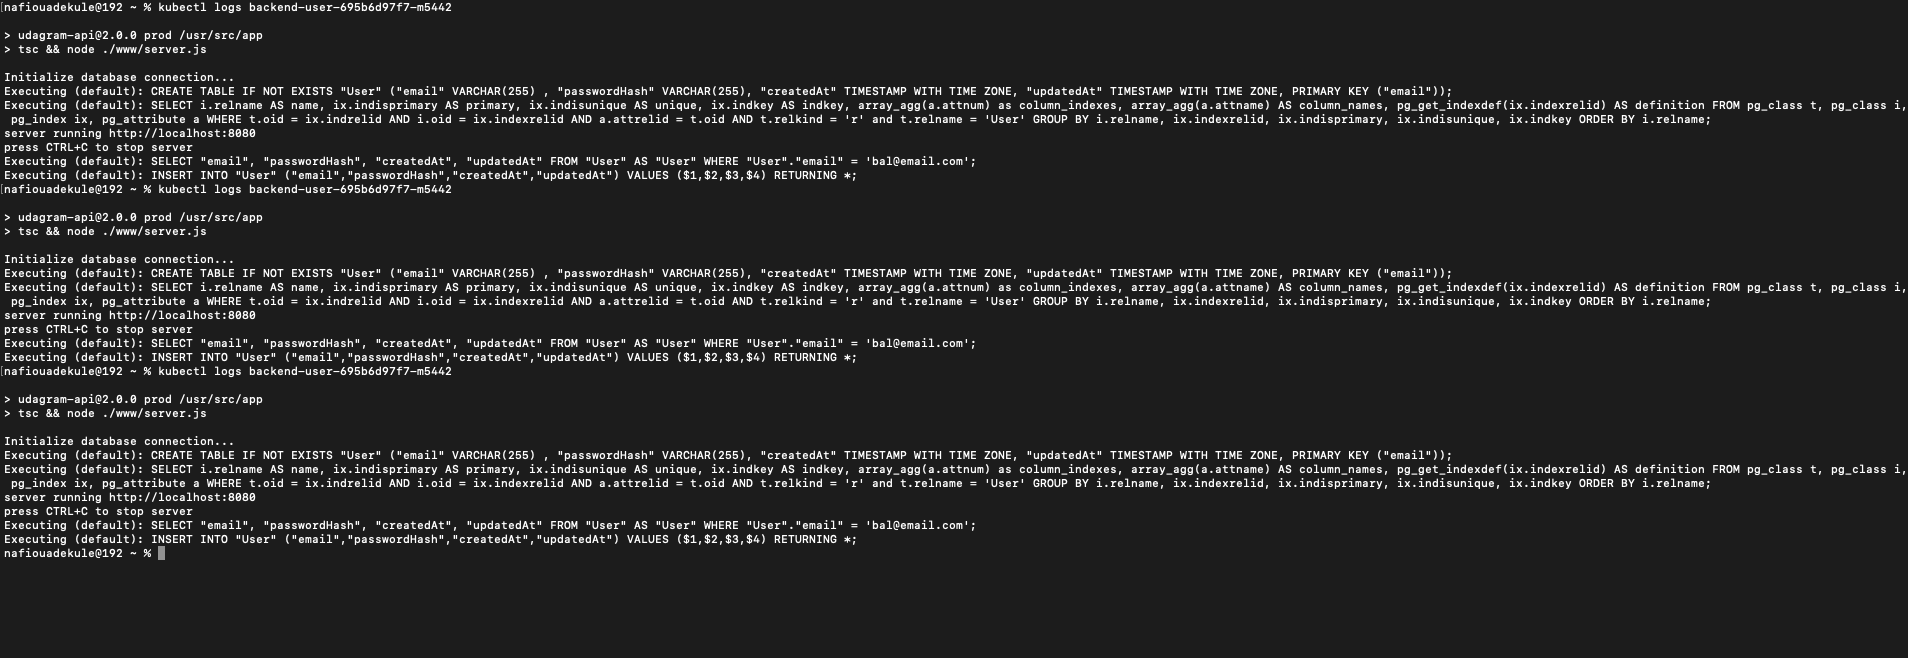 [nafiouadekule@192 ~ % kubectl logs backend-user-695b6d97f7-m5442

> udagram-api@2.0.0 prod /usr/src/app
> tsc && node ./www/server.js

Initialize database connection...
Executing (default): CREATE TABLE IF NOT EXISTS "User" ("email" VARCHAR(255) , "passwordHash" VARCHAR(255), "createdAt" TIMESTAMP WITH TIME ZONE, "updatedAt" TIMESTAMP WITH TIME ZONE, PRIMARY KEY ("email"));
Executing (default): SELECT i.relname AS name, ix.indisprimary AS primary, ix.indisunique AS unique, ix.indkey AS indkey, array_agg(a.attnum) as column_indexes, array_agg(a.attname) AS column_names, pg_get_indexdef(ix.indexrelid) AS definition FROM pg_class t, pg_class i,
 pg_index ix, pg_attribute a WHERE t.oid = ix.indrelid AND i.oid = ix.indexrelid AND a.attrelid = t.oid AND t.relkind = 'r' and t.relname = 'User' GROUP BY i.relname, ix.indexrelid, ix.indisprimary, ix.indisunique, ix.indkey ORDER BY i.relname;
server running http://localhost:8080
press CTRL+C to stop server
Executing (default): SELECT "email", "passwordHash", "createdAt", "updatedAt" FROM "User" AS "User" WHERE "User"."email" = 'bal@email.com';
Executing (default): INSERT INTO "User" ("email","passwordHash","createdAt","updatedAt") VALUES ($1,$2,$3,$4) RETURNING *;
[nafiouadekule@192 ~ % kubectl logs backend-user-695b6d97f7-m5442

> udagram-api@2.0.0 prod /usr/src/app
> tsc && node ./www/server.js

Initialize database connection...
Executing (default): CREATE TABLE IF NOT EXISTS "User" ("email" VARCHAR(255) , "passwordHash" VARCHAR(255), "createdAt" TIMESTAMP WITH TIME ZONE, "updatedAt" TIMESTAMP WITH TIME ZONE, PRIMARY KEY ("email"));
Executing (default): SELECT i.relname AS name, ix.indisprimary AS primary, ix.indisunique AS unique, ix.indkey AS indkey, array_agg(a.attnum) as column_indexes, array_agg(a.attname) AS column_names, pg_get_indexdef(ix.indexrelid) AS definition FROM pg_class t, pg_class i,
 pg_index ix, pg_attribute a WHERE t.oid = ix.indrelid AND i.oid = ix.indexrelid AND a.attrelid = t.oid AND t.relkind = 'r' and t.relname = 'User' GROUP BY i.relname, ix.indexrelid, ix.indisprimary, ix.indisunique, ix.indkey ORDER BY i.relname;
server running http://localhost:8080
press CTRL+C to stop server
Executing (default): SELECT "email", "passwordHash", "createdAt", "updatedAt" FROM "User" AS "User" WHERE "User"."email" = 'bal@email.com';
Executing (default): INSERT INTO "User" ("email","passwordHash","createdAt","updatedAt") VALUES ($1,$2,$3,$4) RETURNING *;
[nafiouadekule@192 ~ % kubectl logs backend-user-695b6d97f7-m5442

> udagram-api@2.0.0 prod /usr/src/app
> tsc && node ./www/server.js

Initialize database connection...
Executing (default): CREATE TABLE IF NOT EXISTS "User" ("email" VARCHAR(255) , "passwordHash" VARCHAR(255), "createdAt" TIMESTAMP WITH TIME ZONE, "updatedAt" TIMESTAMP WITH TIME ZONE, PRIMARY KEY ("email"));
Executing (default): SELECT i.relname AS name, ix.indisprimary AS primary, ix.indisunique AS unique, ix.indkey AS indkey, array_agg(a.attnum) as column_indexes, array_agg(a.attname) AS column_names, pg_get_indexdef(ix.indexrelid) AS definition FROM pg_class t, pg_class i,
 pg_index ix, pg_attribute a WHERE t.oid = ix.indrelid AND i.oid = ix.indexrelid AND a.attrelid = t.oid AND t.relkind = 'r' and t.relname = 'User' GROUP BY i.relname, ix.indexrelid, ix.indisprimary, ix.indisunique, ix.indkey ORDER BY i.relname;
server running http://localhost:8080
press CTRL+C to stop server
Executing (default): SELECT "email", "passwordHash", "createdAt", "updatedAt" FROM "User" AS "User" WHERE "User"."email" = 'bal@email.com';
Executing (default): INSERT INTO "User" ("email","passwordHash","createdAt","updatedAt") VALUES ($1,$2,$3,$4) RETURNING *;
nafiouadekule@192 ~ %